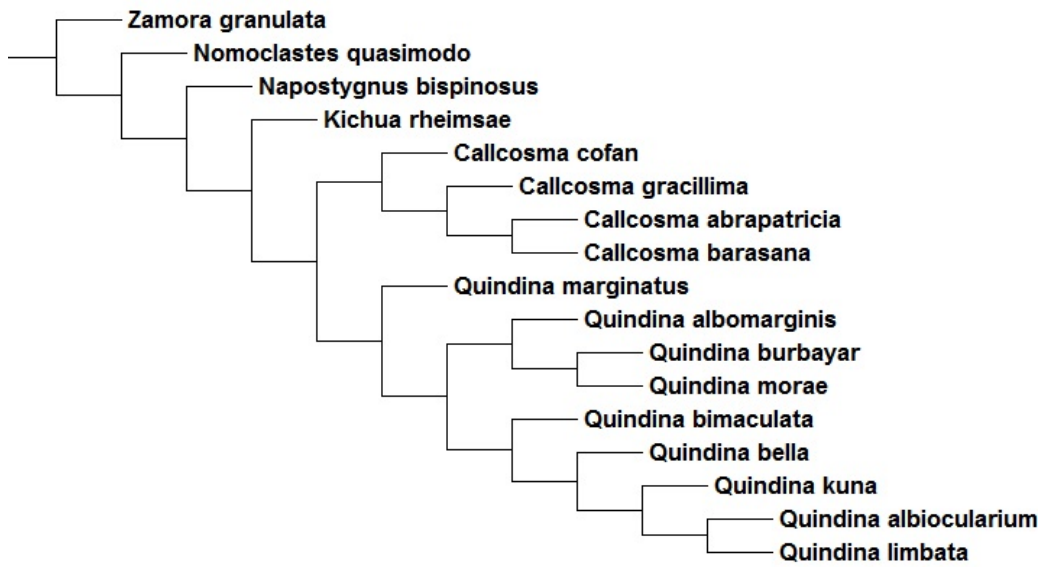 Zamora granulata
Nomoclastes quasimodo
Napostygnus bispinosus
Kichua rheimsae
Callcosma cofan
Callcosma gracillima
Callcosma abrapatricia
Callcosma barasana
Quindina marginatus
Quindina albomarginis
Quindina burbayar
Quindina morae
Quindina bimaculata
Quindina bella
Quindina kuna
Quindina albiocularium
Quindina limbata